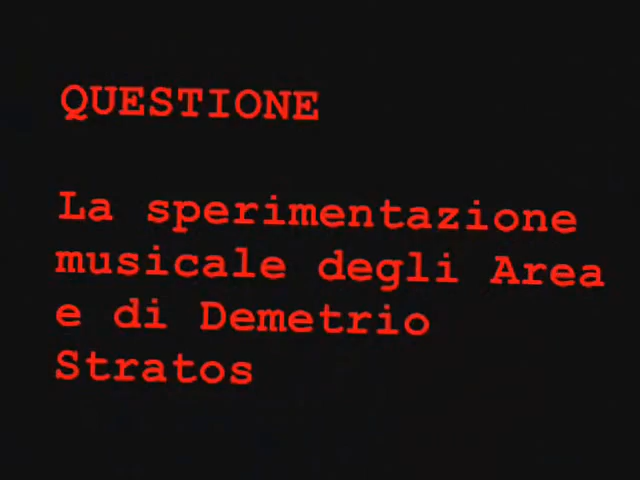 QUESTIONE
La sperimentazione
musicale degli Area
e di Demetrio
Stratos